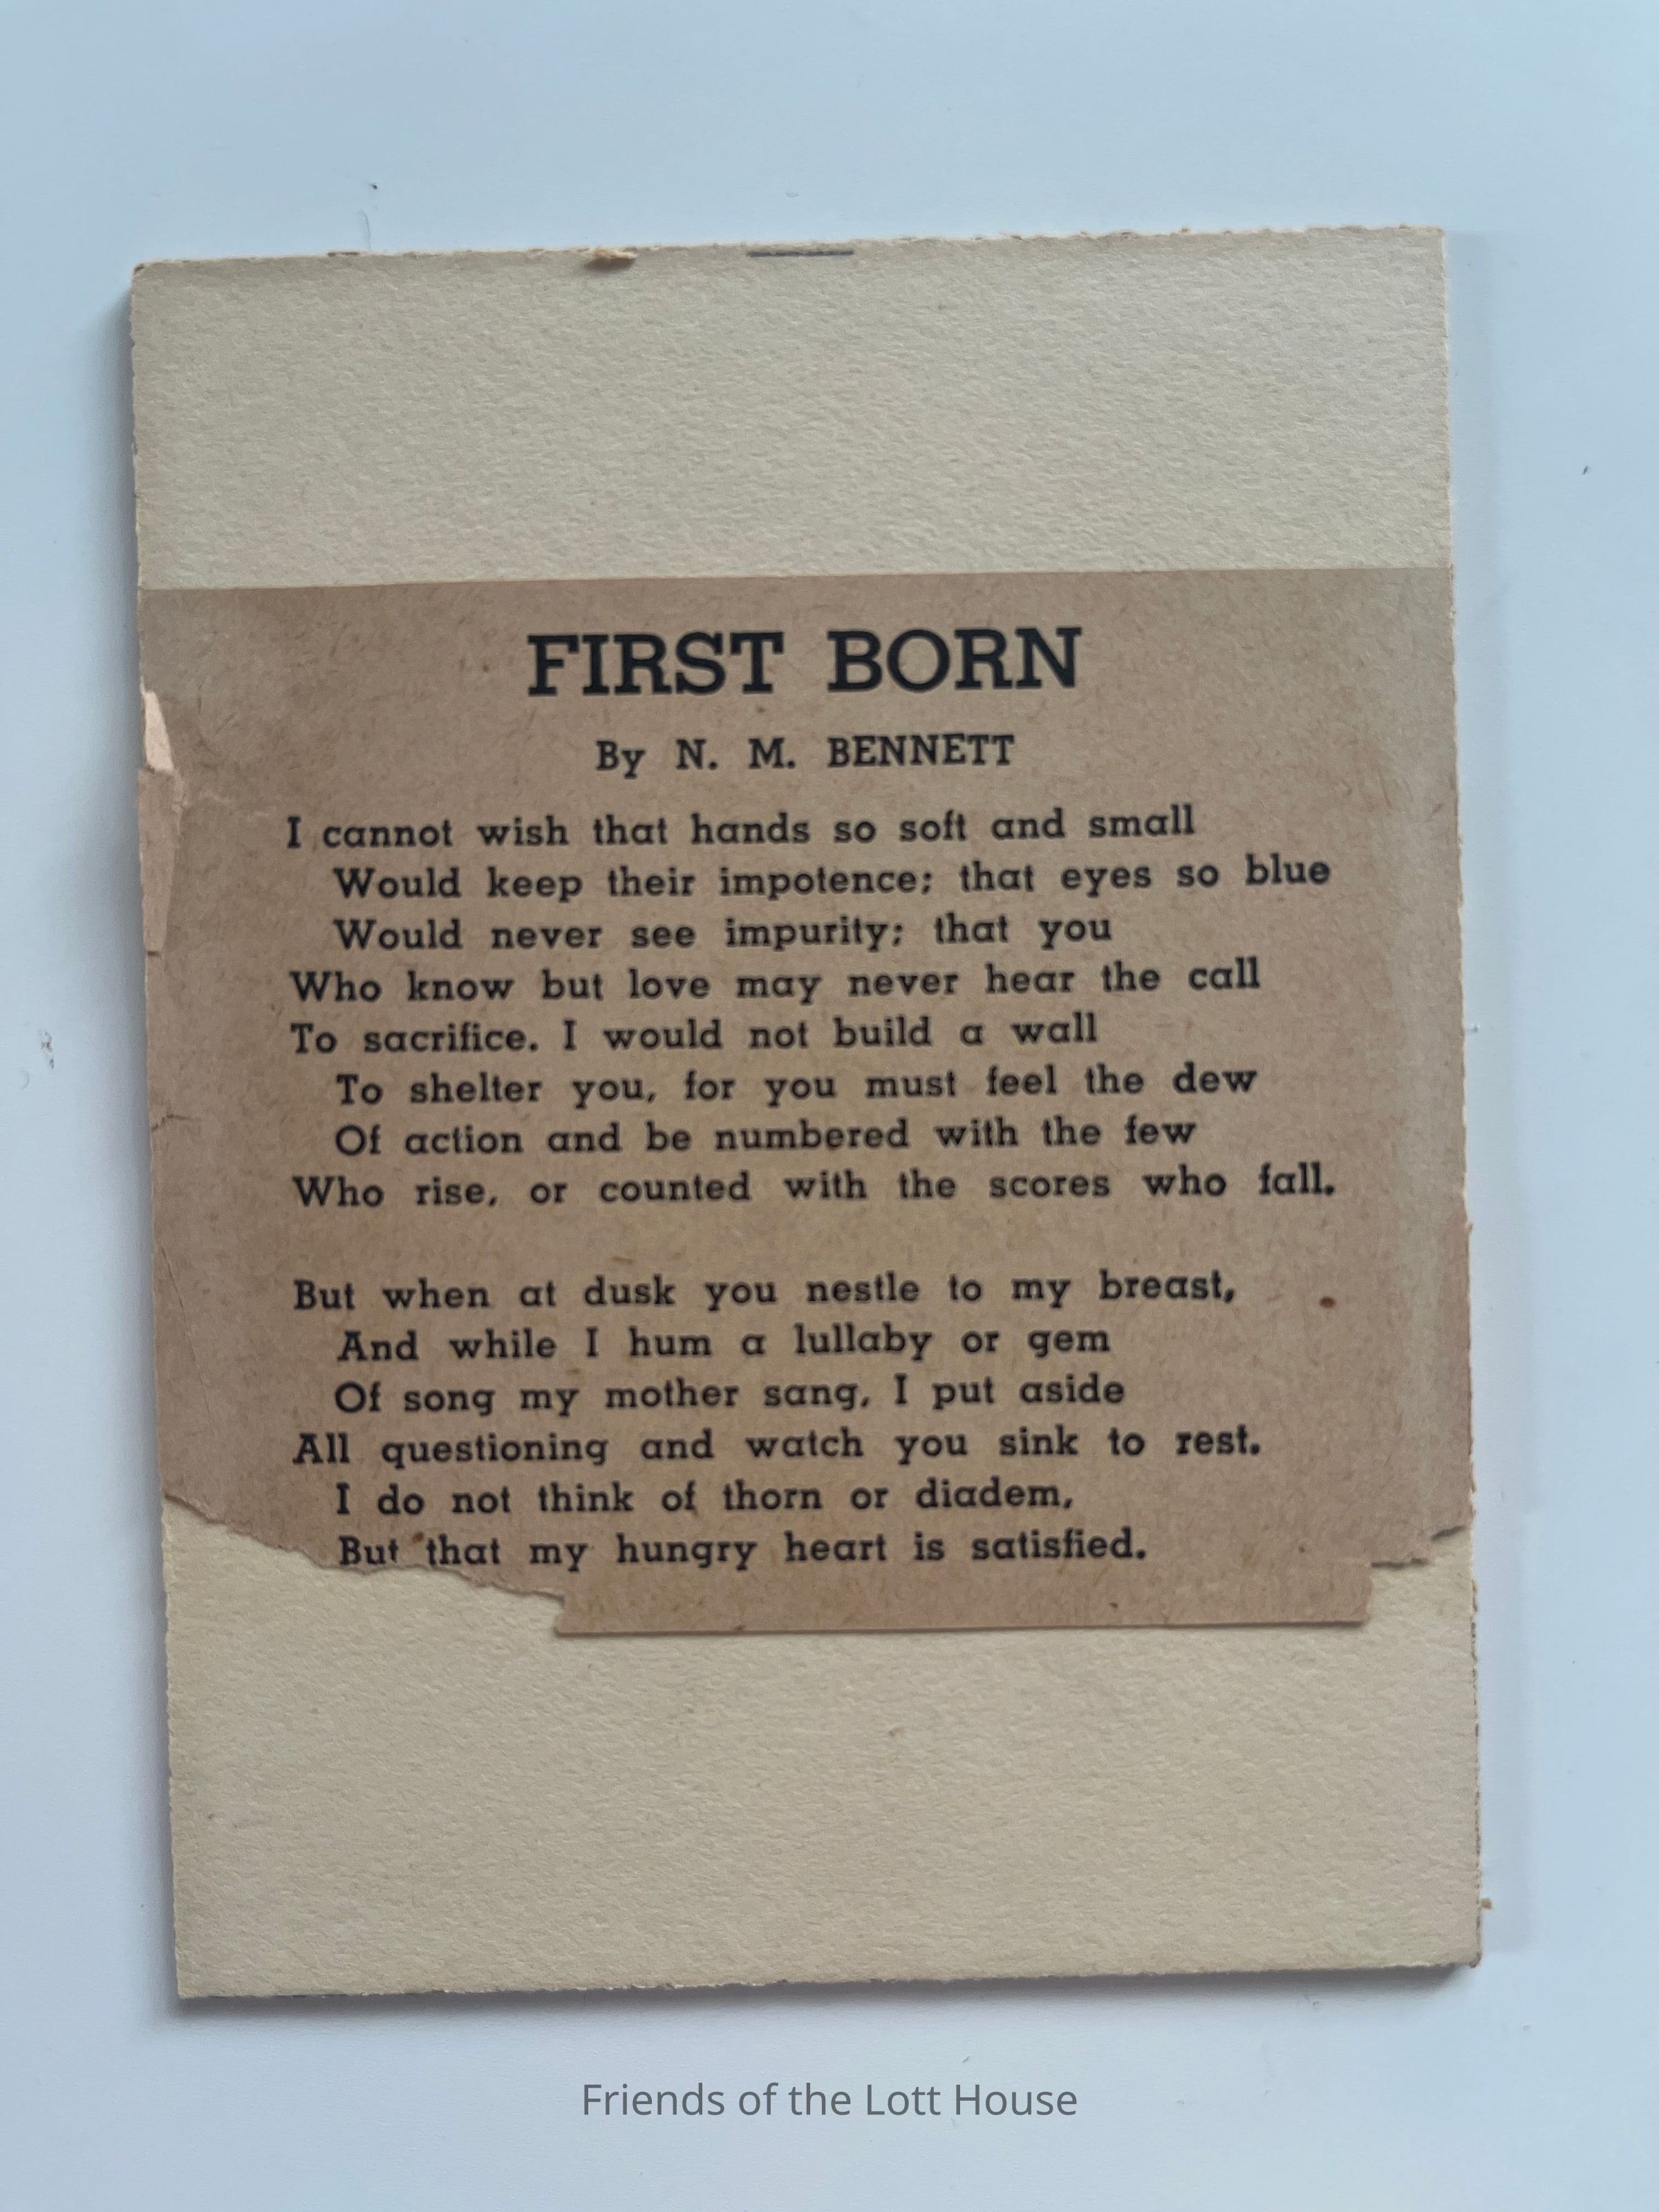 FIRST BORN
By N. M. BENNETT
I cannot wish that hands so soft and small
Would keep their impotence; that eyes so blue
Would never see impurity; that you
Who know but love may never hear the call
To sacrifice. I would not build a wall
To shelter you, for you must feel the dew
Of action and be numbered with the few
Who rise, or counted with the scores who fall.
But when at dusk you nestle to my breast,
And while I hum a lullaby or gem
Of song my mother sang, I put aside
All questioning and watch you sink to rest.
I do not think of thorn or diadem,
But that my hungry heart is satisfied.
Friends of the Lott House